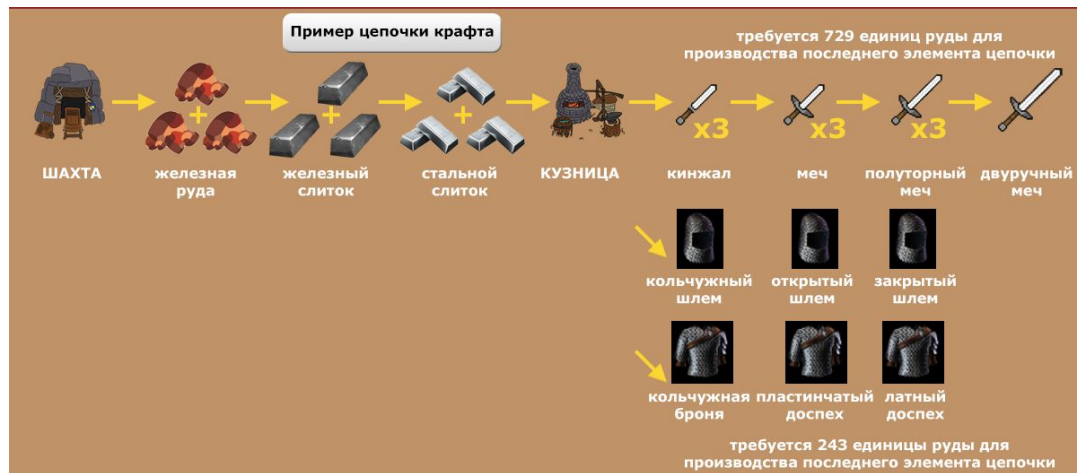 Пример цепочки крафта
требуется 729 единиц руды для
производства последнего элемента цепочки
+
+
x3
x3
x3
ШАХТА
железная
руда
железный
слиток
стальной
слиток
КУЗНИЦА
кинжал
меч
полуторный
меч
двуручный
меч
кольчужный
шлем
открытый
шлем
закрытый
шлем
кольчужная
броня
пластинчатый
доспех
латный
доспех
требуется 243 единицы руды для
производства последнего элемента цепочки